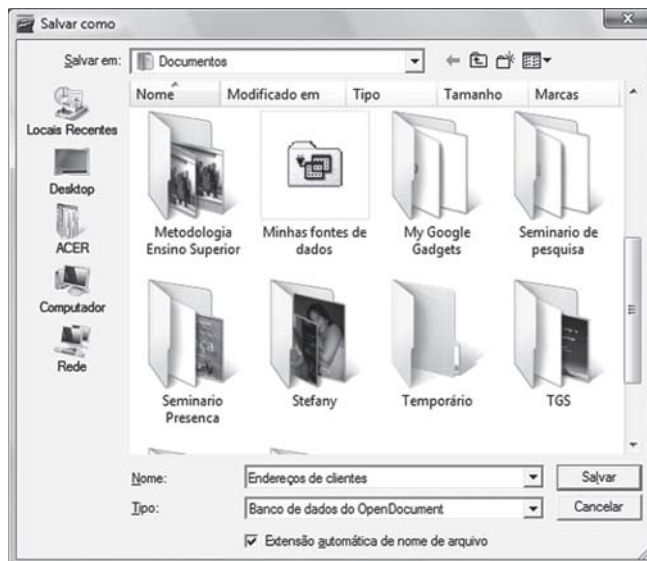 Salvar como
Salvar em:
Documentos
Nome Modificado em Tipo Tamanho Marcas
Locais Recentes
Desktop
ACER
Computador
Rede
Metodologia Ensino Superior
Minhas fontes de dados
My Google Gadgets
Seminario de pesquisa
Seminario Presenca
Stefany
Temporário
TGS
Nome: Endereços de clientes Salvar
Tipo: Banco de dados do OpenDocument Cancelar
Extensão automática de nome de arquivo